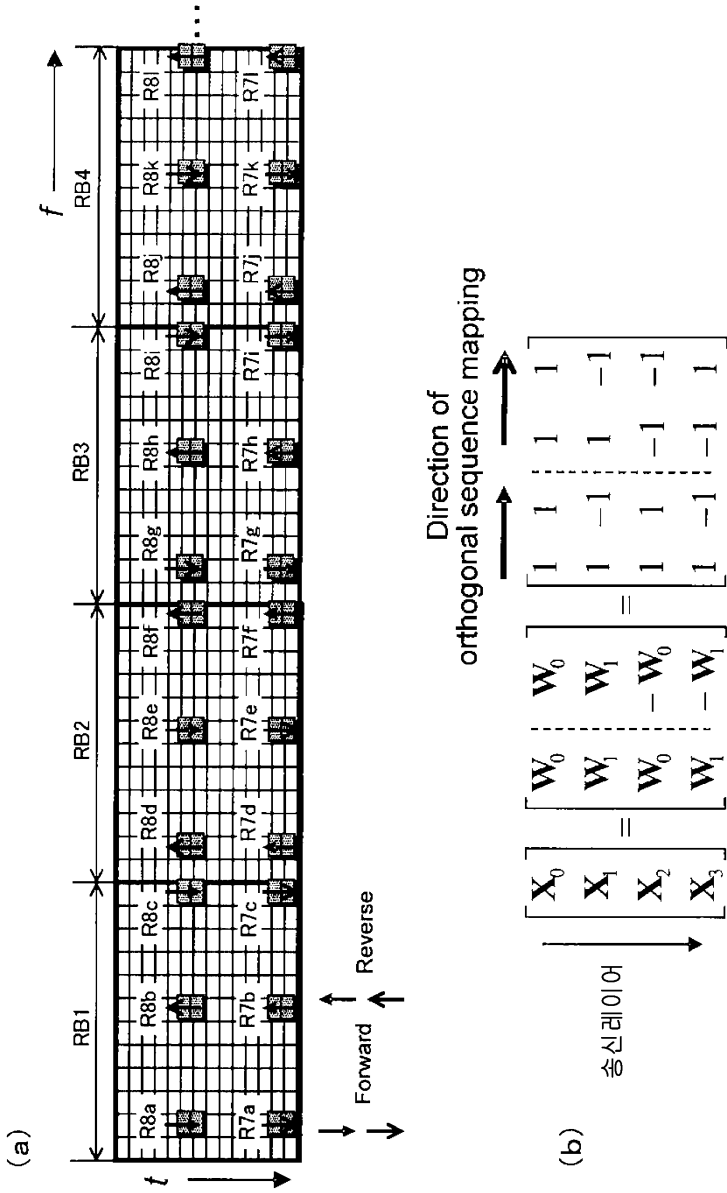 (a)
f
RB1 RB2 RB3 RB4
R8a R8b R8c R8d R8e R8f R8g R8h R8i R8j R8k R8l
...
t
R7a R7b R7c R7d R7e R7f R7g R7h R7i R7j R7k R7l
Forward Reverse
(b)
Direction of
orthogonal sequence mapping
송신레이어
X₀ W₀ W₀ 1 1 1 1
X₁ = W₁ W₁ = 1 −1 1 −1
X₂ W₀ −W₀ 1 1 −1 −1
X₃ W₁ −W₁ 1 −1 −1 1